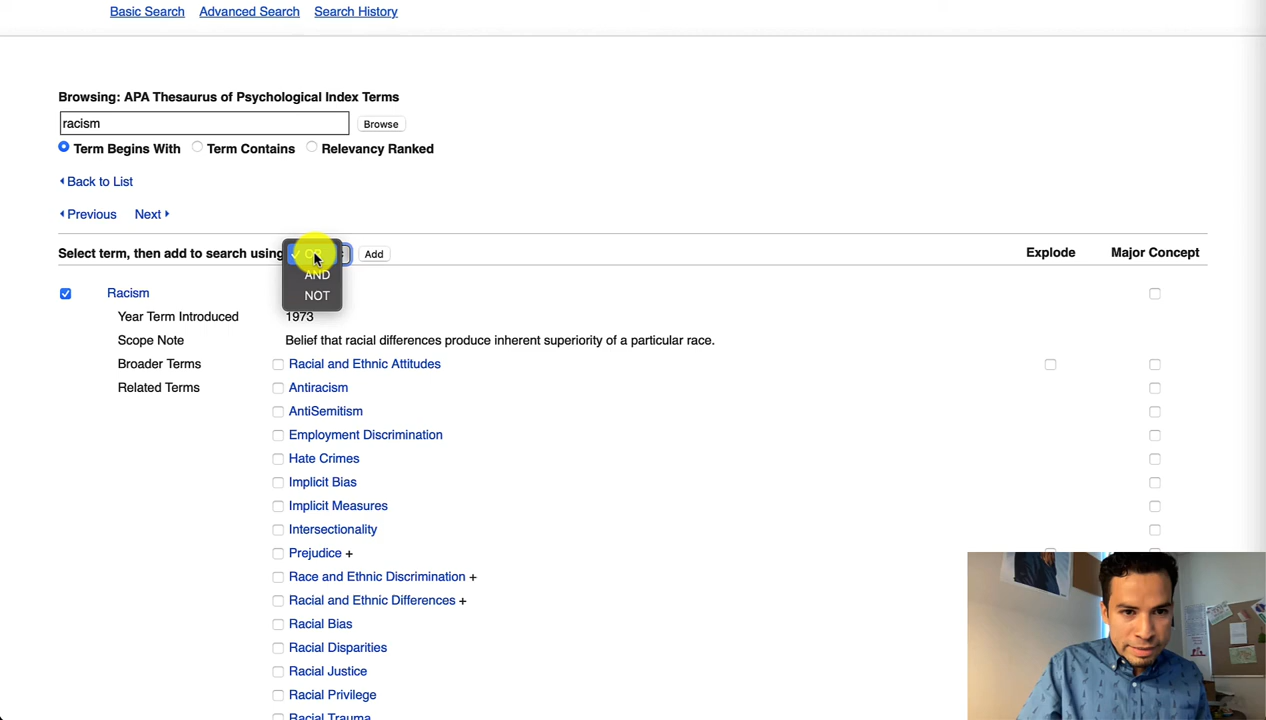 Basic Search Advanced Search Search History
Browsing: APA Thesaurus of Psychological Index Terms
racism Browse
Term Begins With Term Contains Relevancy Ranked
Back to List
Previous Next
Select term, then add to search using OR Add Explode Major Concept
AND
Racism NOT
Year Term Introduced 1973
Scope Note Belief that racial differences produce inherent superiority of a particular race.
Broader Terms Racial and Ethnic Attitudes
Related Terms Antiracism
AntiSemitism
Employment Discrimination
Hate Crimes
Implicit Bias
Implicit Measures
Intersectionality
Prejudice +
Race and Ethnic Discrimination +
Racial and Ethnic Differences +
Racial Bias
Racial Disparities
Racial Justice
Racial Privilege
Racial Trauma